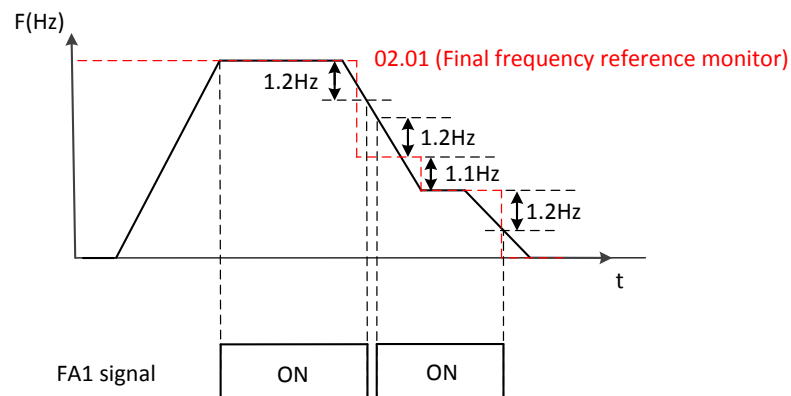 F(Hz)
02.01 (Final frequency reference monitor)
1.2Hz
1.2Hz
1.1Hz
1.2Hz
t
FA1 signal
ON
ON